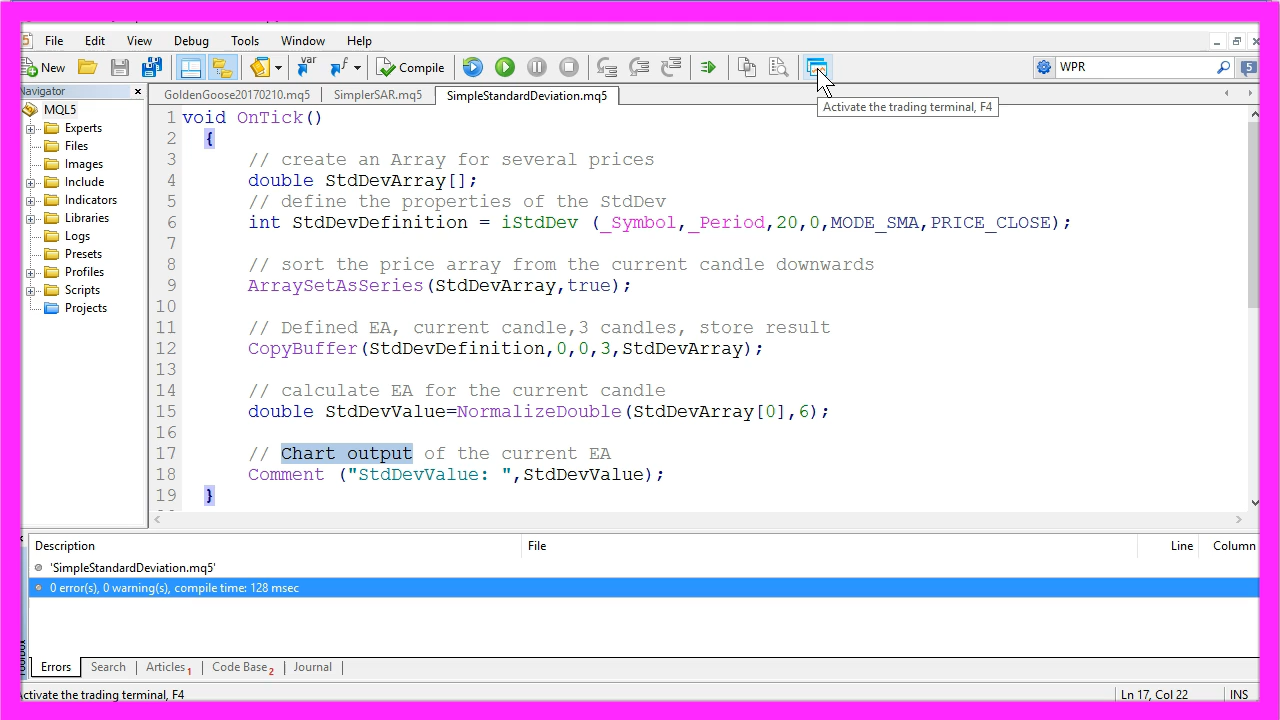 File Edit View Debug Tools Window Help
New Compile WPR 5
Activate the trading terminal, F4
Navigator
MQL5
Experts
Files
Images
Include
Indicators
Libraries
Logs
Presets
Profiles
Scripts
Projects
GoldenGoose20170210.mq5 SimplerSAR.mq5 SimpleStandardDeviation.mq5
1 void OnTick()
2 {
3 // create an Array for several prices
4 double StdDevArray[];
5 // define the properties of the StdDev
6 int StdDevDefinition = iStdDev (_Symbol,_Period,20,0,MODE_SMA,PRICE_CLOSE);
7
8 // sort the price array from the current candle downwards
9 ArraySetAsSeries(StdDevArray,true);
10
11 // Defined EA, current candle,3 candles, store result
12 CopyBuffer(StdDevDefinition,0,0,3,StdDevArray);
13
14 // calculate EA for the current candle
15 double StdDevValue=NormalizeDouble(StdDevArray[0],6);
16
17 // Chart output of the current EA
18 Comment ("StdDevValue: ",StdDevValue);
19 }
Description File Line Column
'SimpleStandardDeviation.mq5'
0 error(s), 0 warning(s), compile time: 128 msec
Errors Search Articles 1 Code Base 2 Journal
Activate the trading terminal, F4 Ln 17, Col 22 INS